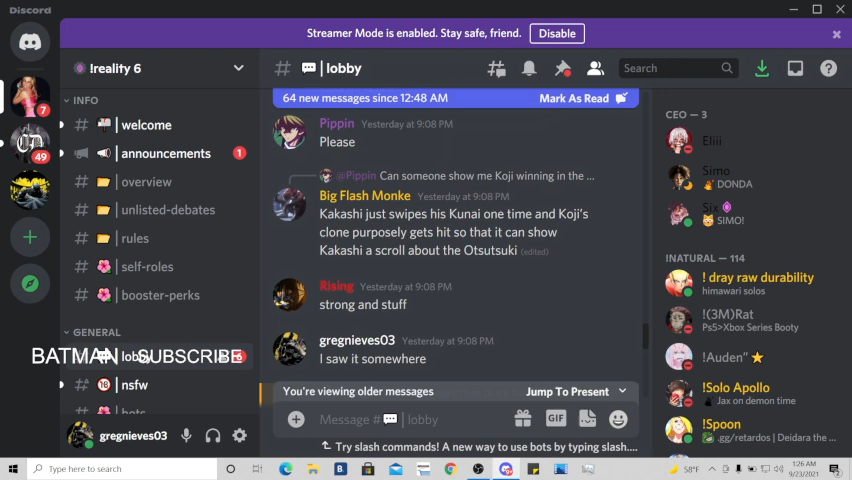 Discord
Streamer Mode is enabled. Stay safe, friend. Disable
Ireality 6
lobby
Search
INFO
welcome
announcements 1
overview
unlisted-debates
rules
self-roles
booster-perks
GENERAL
BATMAN SUBSCRIBE
lobby 6
nsfw
bots
7
49
gregnieves03
64 new messages since 12:48 AM Mark As Read
Pippin Yesterday at 9:08 PM
Please
@Pippin Can someone show me Koji winning in the ...
Big Flash Monke Yesterday at 9:08 PM
Kakashi just swipes his Kunai one time and Koji's
clone purposely gets hit so that it can show
Kakashi a scroll about the Otsutsuki (edited)
Rising Yesterday at 9:08 PM
strong and stuff
gregnieves03 Yesterday at 9:08 PM
I saw it somewhere
You're viewing older messages Jump To Present
Message # | lobby
GIF
Try slash commands! A new way to use bots by typing slash....
CEO — 3
Eliii
Simo
DONDA
Six
SIMO!
INATURAL — 114
! dray raw durability
himawari solos
!(3M)Rat
Ps5>Xbox Series Booty
!Auden"
!Solo Apollo
Jax on demon time
!Spoon
.gg/retardos | Deidara the ...
Type here to search
58°F
1:26 AM
9/23/2021